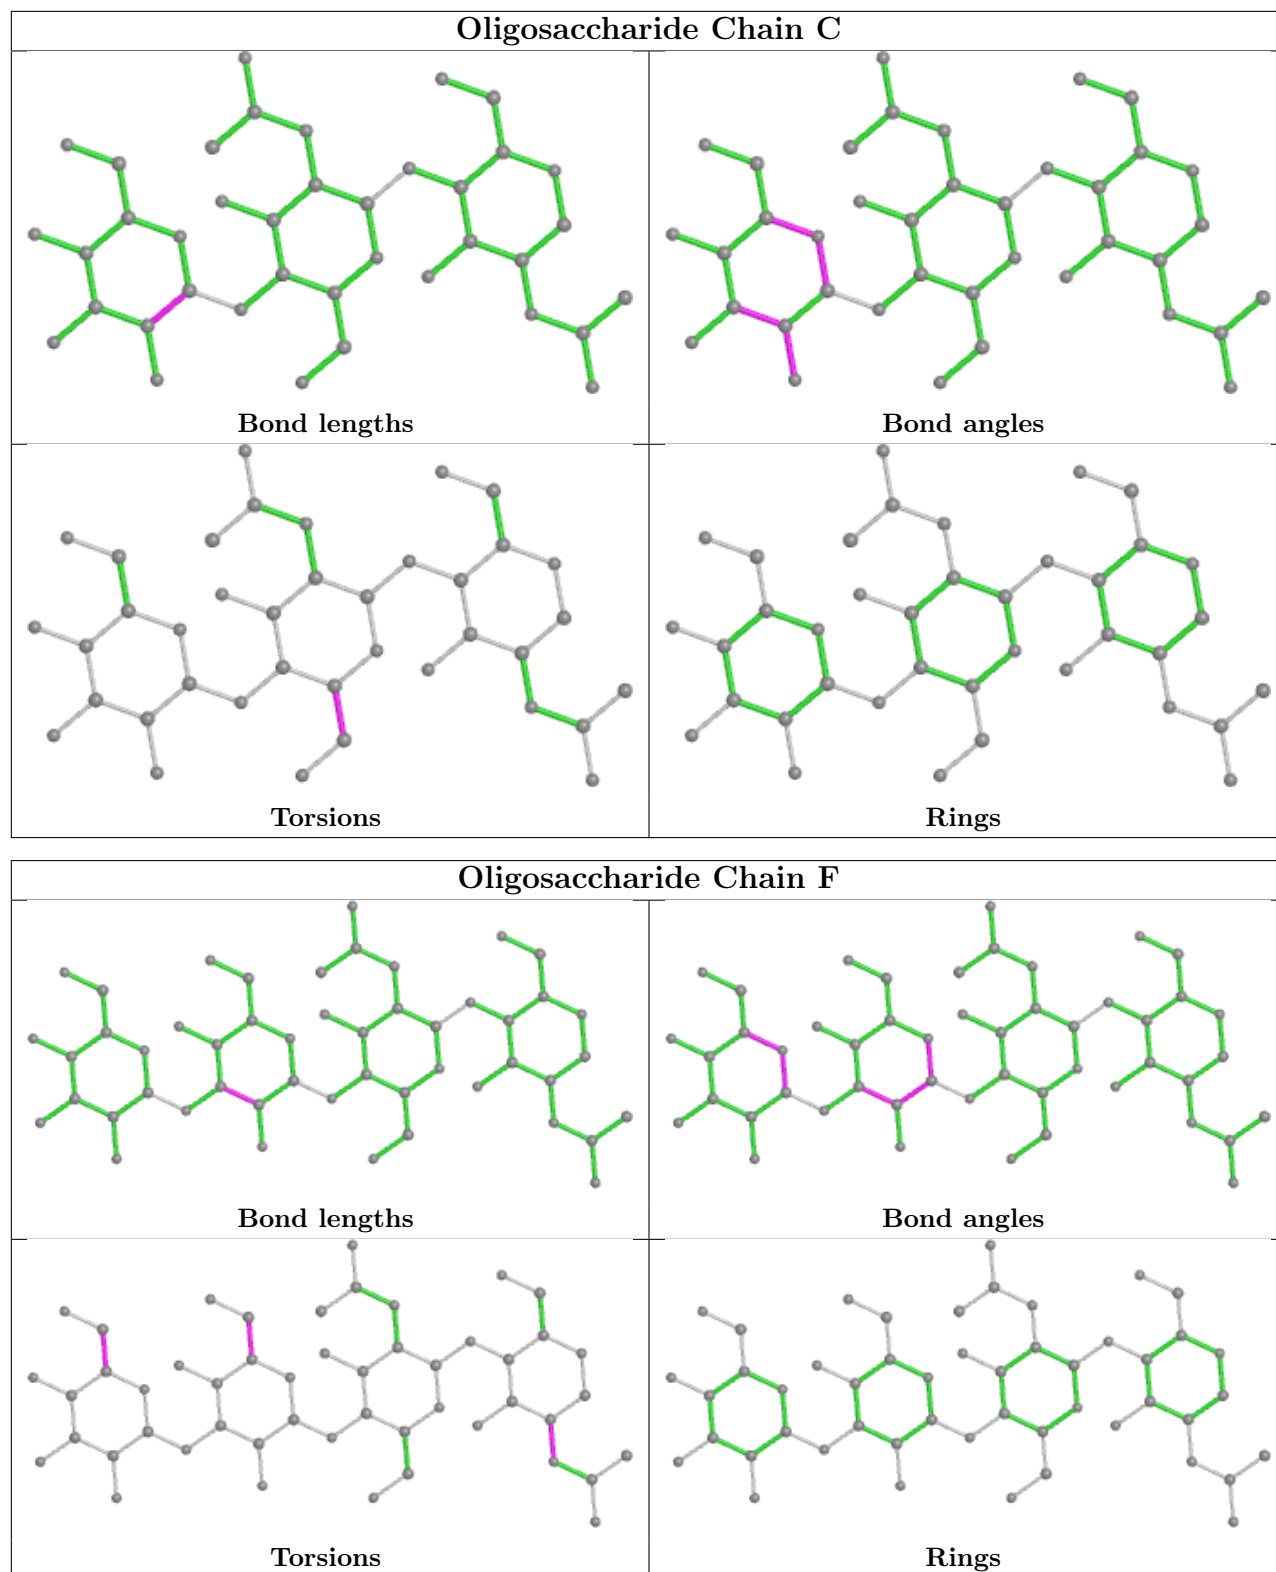 Oligosaccharide Chain C
Bond lengths
Bond angles
Torsions
Rings
Oligosaccharide Chain F
Bond lengths
Bond angles
Torsions
Rings